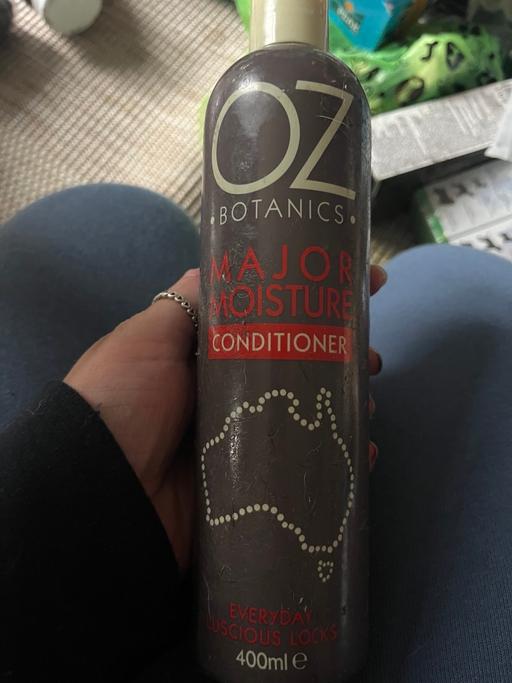 OZ
•BOTANICS•
MAJOR
MOISTURE
CONDITIONER
EVERYDAY
LUSCIOUS LOCKS
400ml ℮